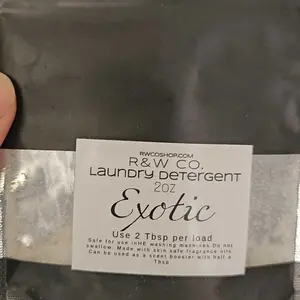 RWCOSHOP.COM
R&W CO.
Laundry Detergent
2oz
Exotic
Use 2 Tbsp per load
Safe for use inHE washing machines Do not
swallow. Made with skin safe fragrance oils
Can be used as a scent booster with half a
Tbsp